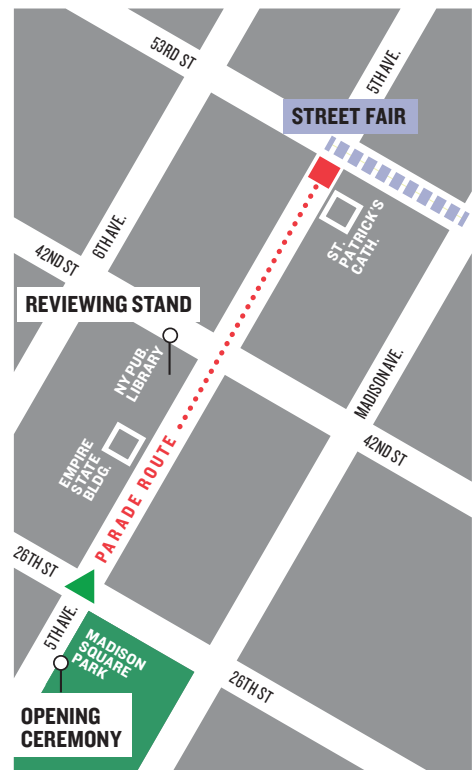 53RD ST
5TH AVE.
STREET FAIR
ST.
PATRICK'S
CATH.
6TH AVE.
42ND ST
REVIEWING STAND
NY PUB.
LIBRARY
MADISON AVE.
42ND ST
EMPIRE
STATE
BLDG.
PARADE ROUTE
26TH ST
5TH AVE.
MADISON
SQUARE
PARK
26TH ST
OPENING
CEREMONY